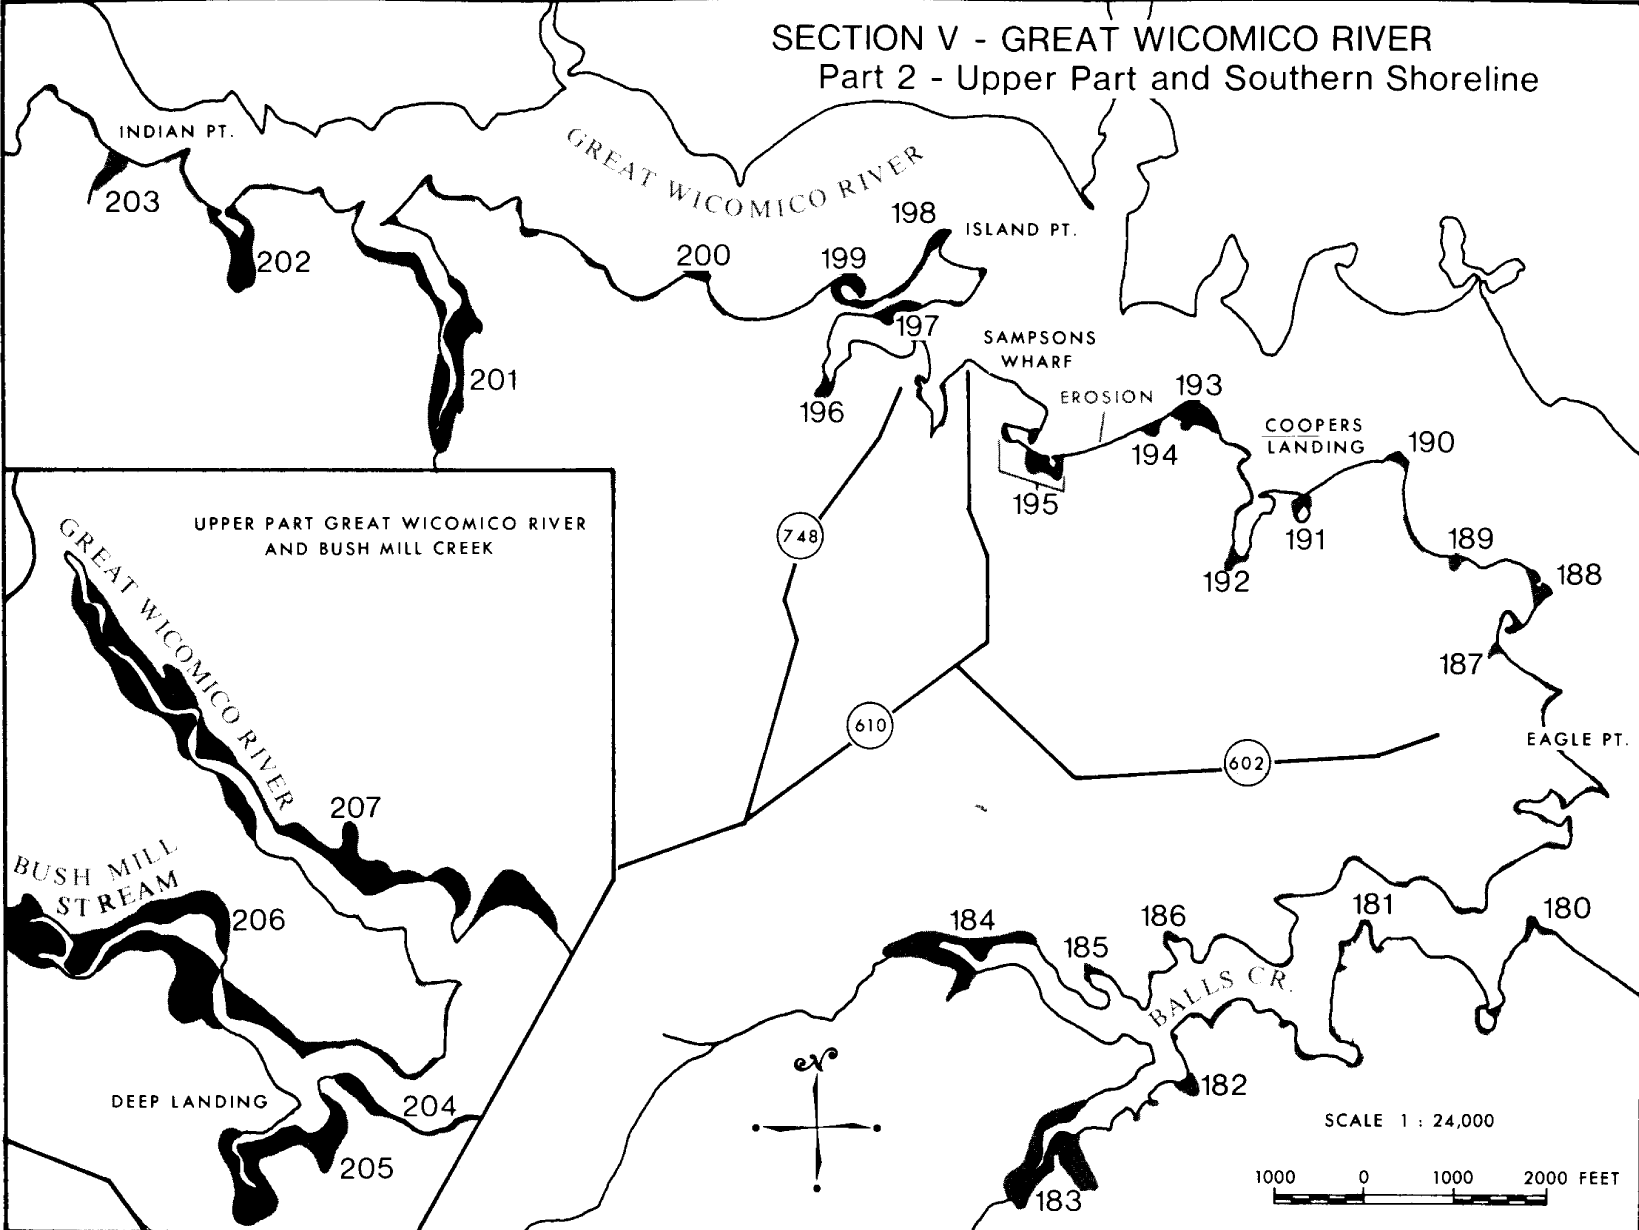 SECTION V - GREAT WICOMICO RIVER
Part 2 - Upper Part and Southern Shoreline
INDIAN PT.
GREAT WICOMICO RIVER
203
198
ISLAND PT.
202
200
199
197
SAMPSONS
WHARF
201
196
EROSION
193
194
COOPERS
LANDING
190
195
191
192
189
188
187
748
610
602
EAGLE PT.
UPPER PART GREAT WICOMICO RIVER
AND BUSH MILL CREEK
GREAT WICOMICO RIVER
207
BUSH MILL
STREAM
206
DEEP LANDING
204
205
184
185
186
181
180
BALLS CR.
182
183
N
SCALE 1 : 24,000
1000 0 1000 2000 FEET